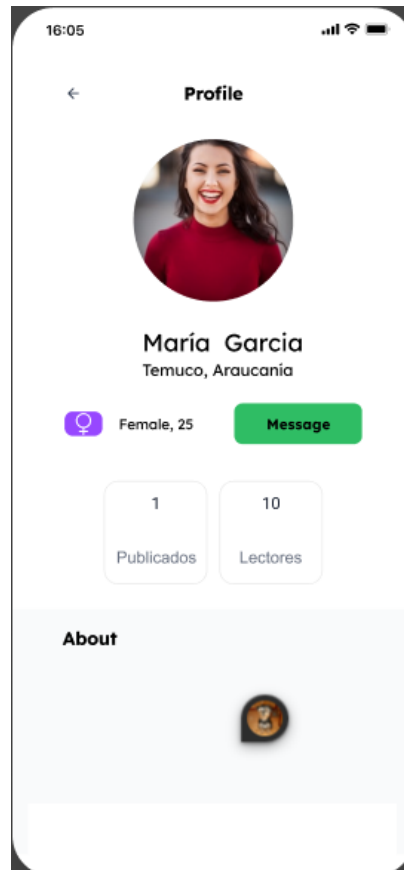 16:05
Profile
María Garcia
Temuco, Araucanía
Female, 25
Message
1
10
Publicados
Lectores
About